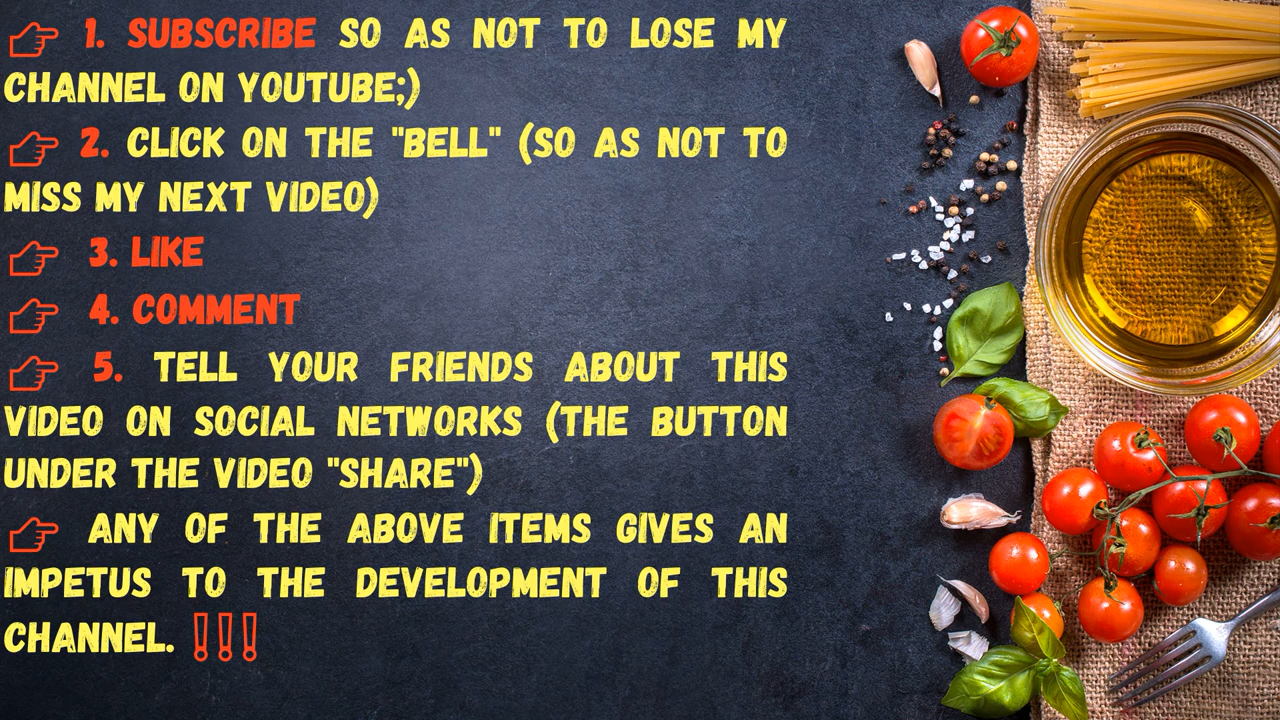 👉 1. SUBSCRIBE SO AS NOT TO LOSE MY
CHANNEL ON YOUTUBE;)
👉 2. CLICK ON THE "BELL" (SO AS NOT TO
MISS MY NEXT VIDEO)
👉 3. LIKE
👉 4. COMMENT
👉 5. TELL YOUR FRIENDS ABOUT THIS
VIDEO ON SOCIAL NETWORKS (THE BUTTON
UNDER THE VIDEO "SHARE")
👉 ANY OF THE ABOVE ITEMS GIVES AN
IMPETUS TO THE DEVELOPMENT OF THIS
CHANNEL. ❗❗❗